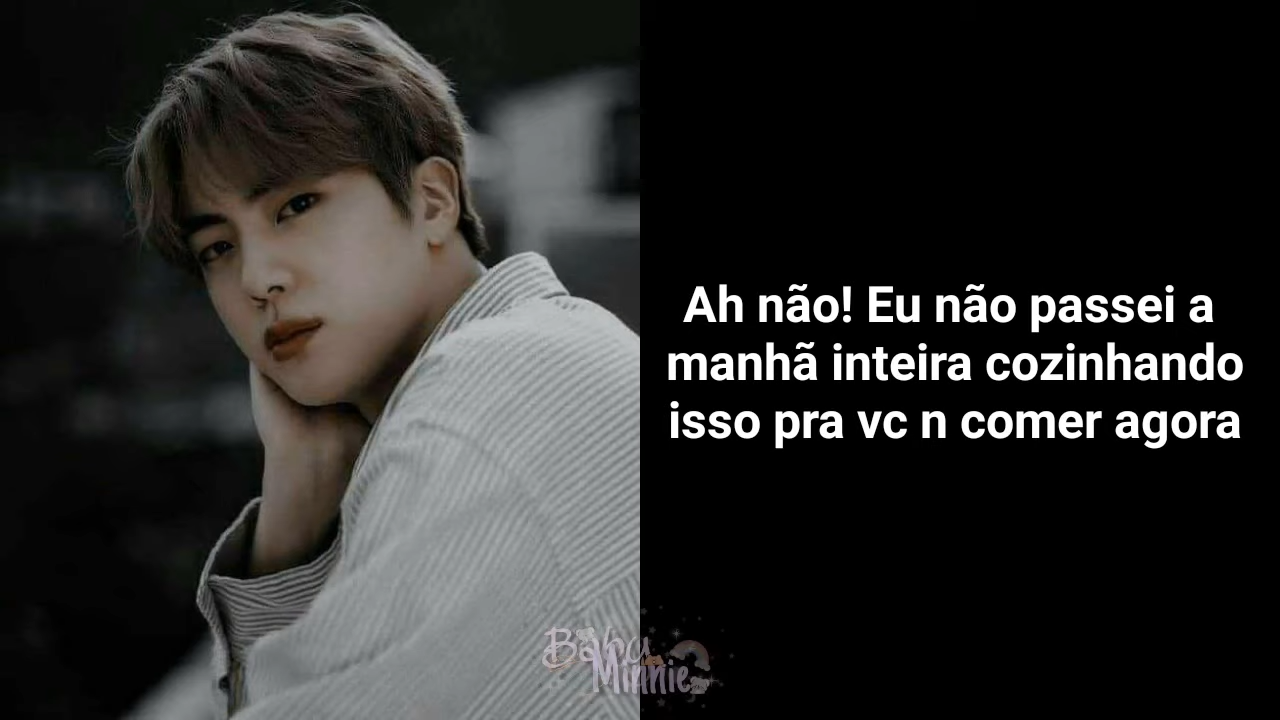 Ah não! Eu não passei a
manhã inteira cozinhando
isso pra vc n comer agora
Baby
Minnie